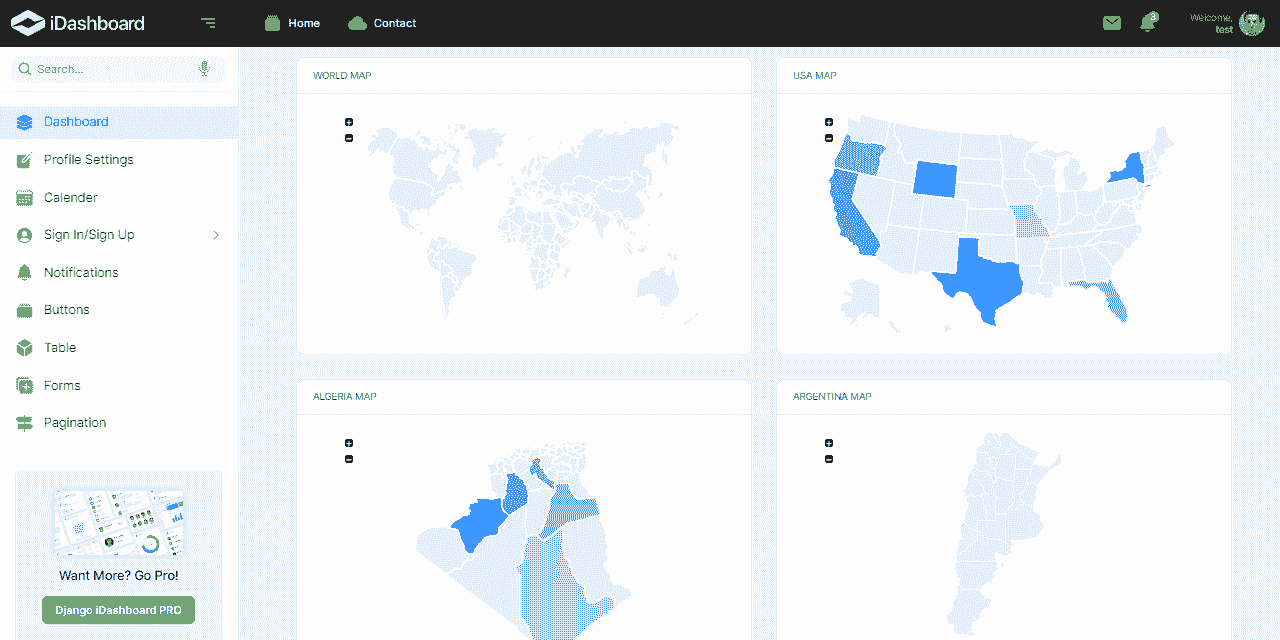 iDashboard
Home
Contact
3
Welcome,
test
Search...
Dashboard
Profile Settings
Calender
Sign In/Sign Up
Notifications
Buttons
Table
Forms
Pagination
Want More? Go Pro!
Django iDashboard PRO
WORLD MAP
USA MAP
ALGERIA MAP
ARGENTINA MAP